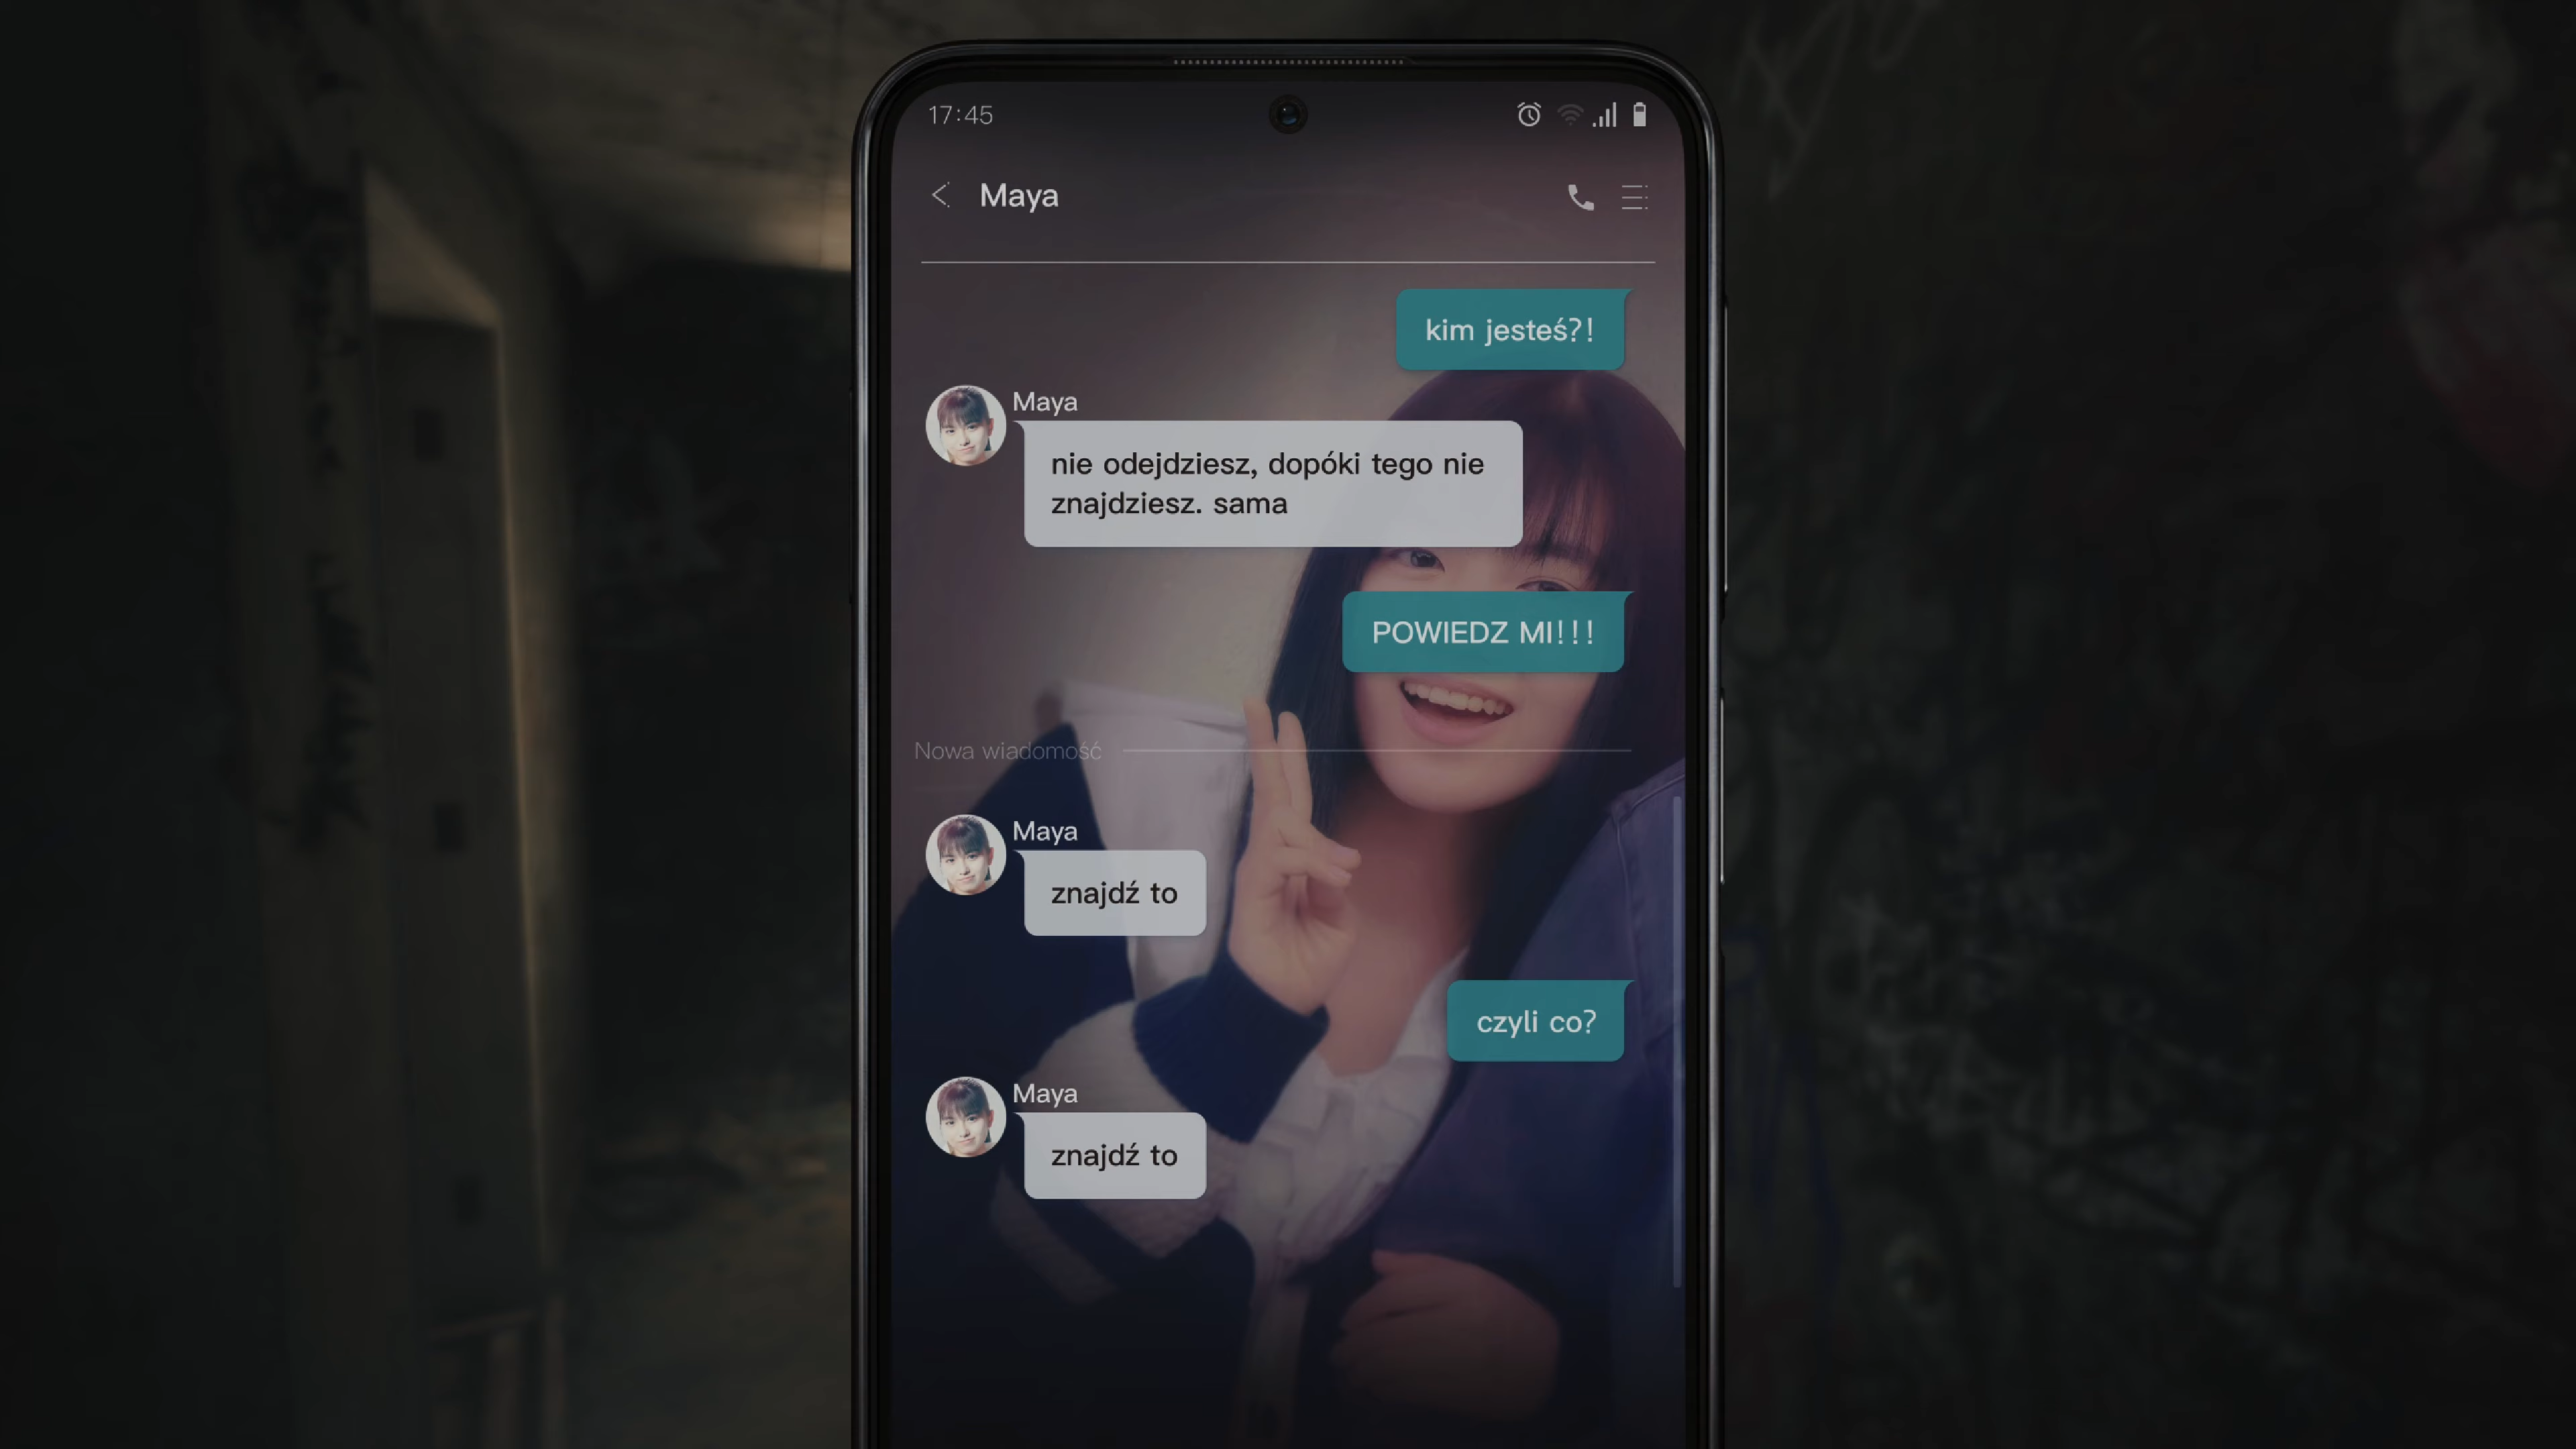 17:45
Maya
kim jesteś?!
Maya
nie odejdziesz, dopóki tego nie
znajdziesz. sama
POWIEDZ MI!!!
Nowa wiadomość
Maya
znajdź to
czyli co?
Maya
znajdź to